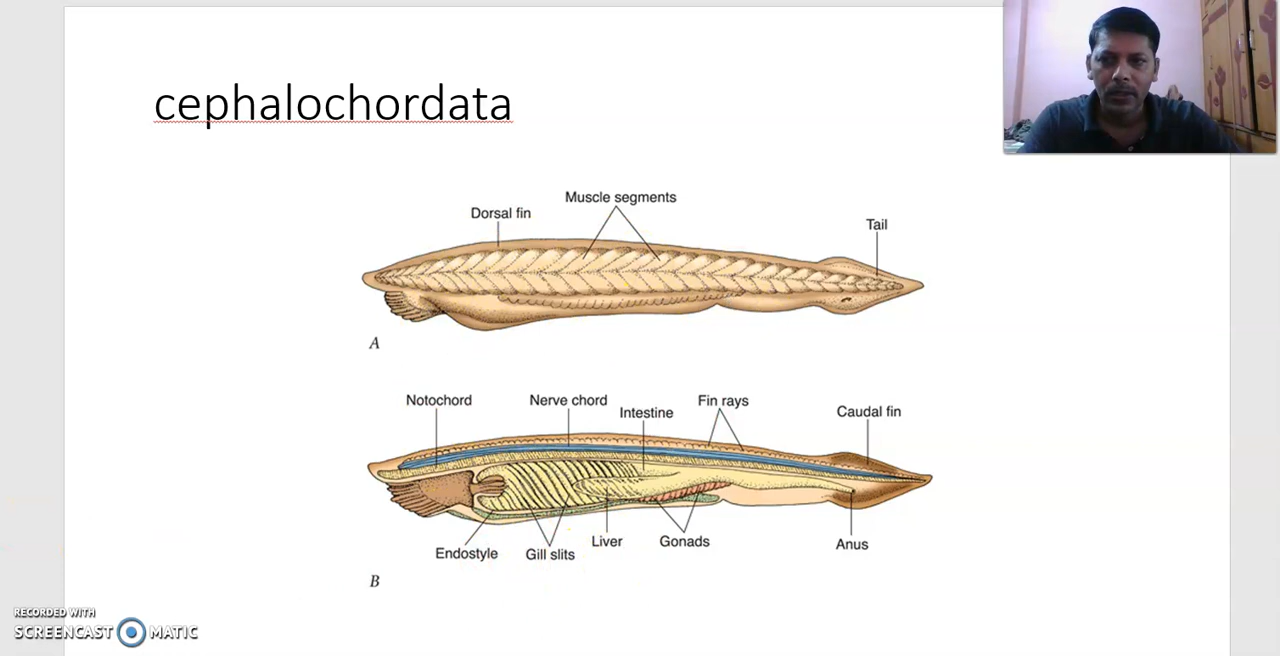 cephalochordata
Muscle segments
Dorsal fin
Tail
A
Notochord
Nerve chord
Fin rays
Intestine
Caudal fin
Liver
Gonads
Anus
Endostyle
Gill slits
B
RECORDED WITH
SCREENCAST MATIC